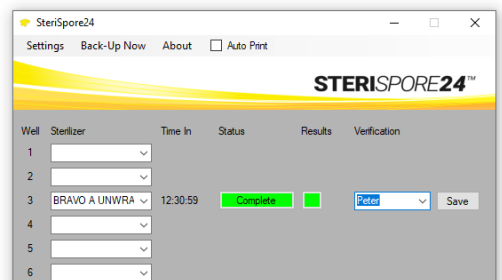 SteriSpore24
Settings Back-Up Now About Auto Print
STERISPORE24™
Well Sterilizer Time In Status Results Verification
1
2
3 BRAVO A UNWRA 12:30:59 Complete Peter Save
4
5
6